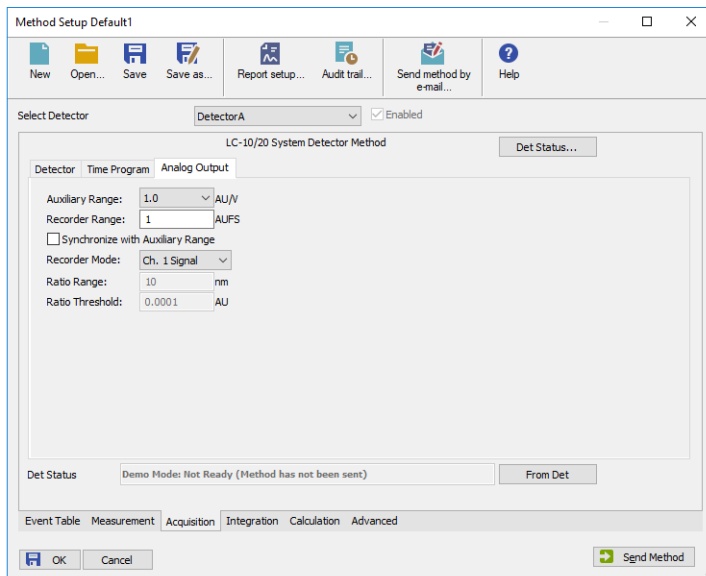 Method Setup Default1
New Open... Save Save as... Report setup... Audit trail... Send method by e-mail... Help
Select Detector DetectorA Enabled
LC-10/20 System Detector Method Det Status...
Detector Time Program Analog Output
Auxiliary Range: 1.0 AU/V
Recorder Range: 1 AUFS
Synchronize with Auxiliary Range
Recorder Mode: Ch. 1 Signal
Ratio Range: 10 nm
Ratio Threshold: 0.0001 AU
Det Status Demo Mode: Not Ready (Method has not been sent) From Det
Event Table Measurement Acquisition Integration Calculation Advanced
OK Cancel Send Method